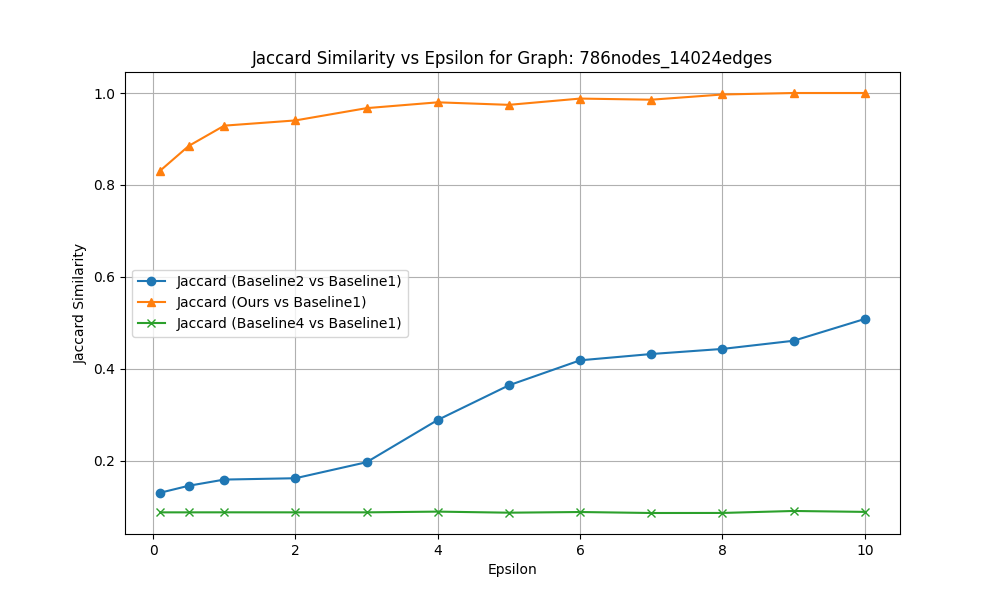 Jaccard Similarity vs Epsilon for Graph: 786nodes_14024edges
Jaccard Similarity
1.0
0.8
0.6
0.4
0.2
Jaccard (Baseline2 vs Baseline1)
Jaccard (Ours vs Baseline1)
Jaccard (Baseline4 vs Baseline1)
0 2 4 6 8 10
Epsilon